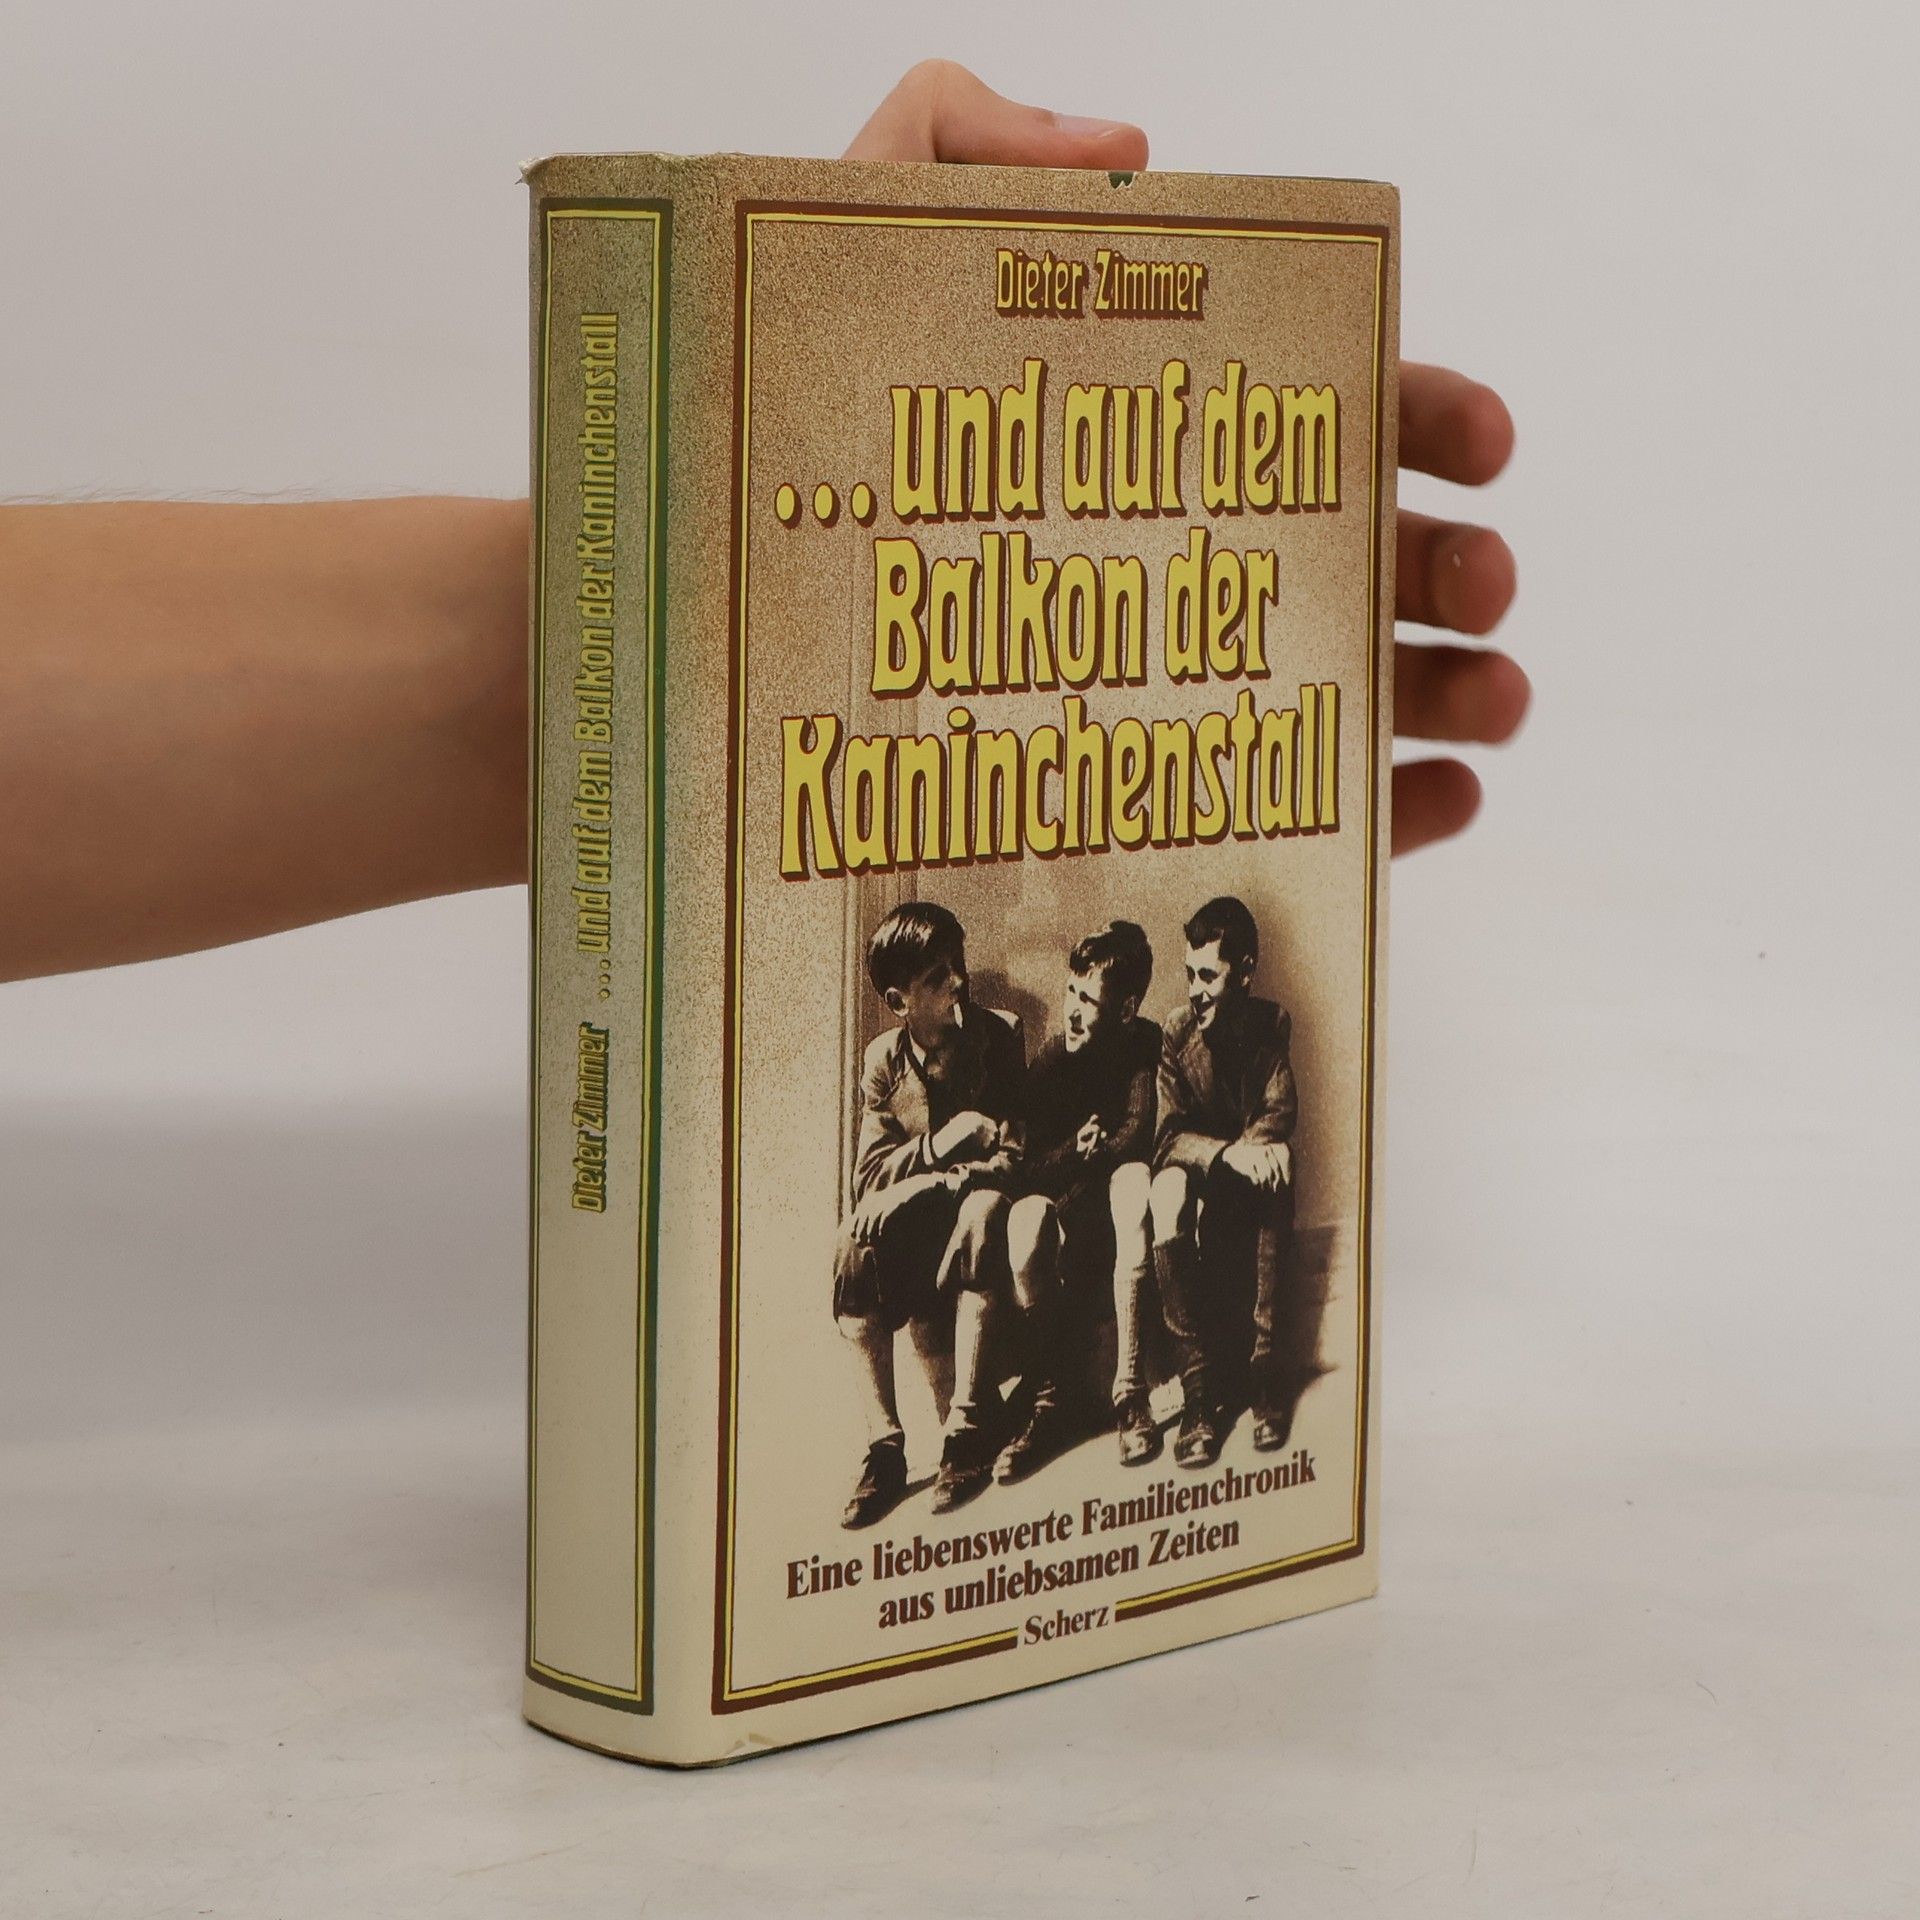 Dieter Zimmer ...und auf dem Balkon der Kaninchenstall
Dieter Zimmer
...und auf dem
Balkon der
Kaninchenstall
Eine liebenswerte Familienchronik
aus unliebsamen Zeiten
Scherz